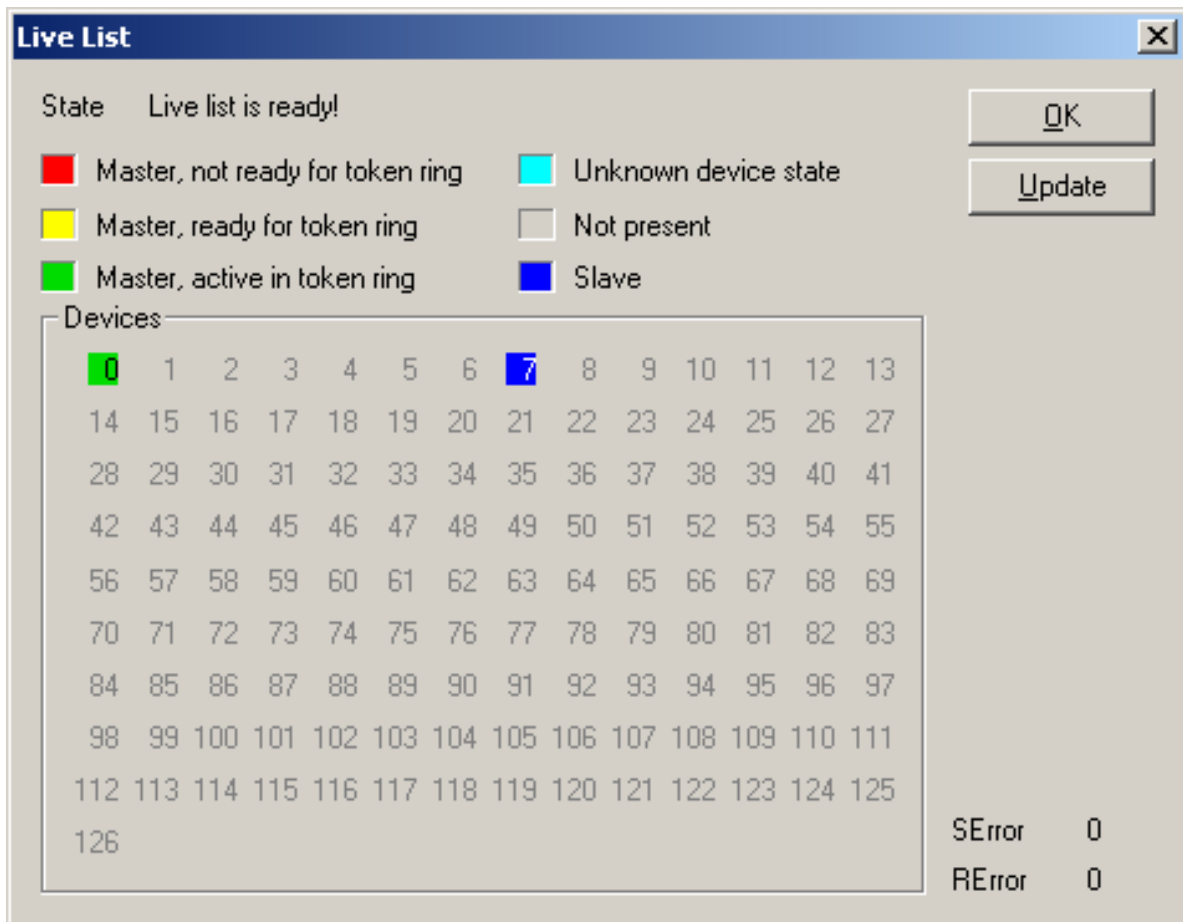 Live List
State Live list is ready!
OK
Master, not ready for token ring Unknown device state
Update
Master, ready for token ring Not present
Master, active in token ring Slave
Devices
0 1 2 3 4 5 6 7 8 9 10 11 12 13
14 15 16 17 18 19 20 21 22 23 24 25 26 27
28 29 30 31 32 33 34 35 36 37 38 39 40 41
42 43 44 45 46 47 48 49 50 51 52 53 54 55
56 57 58 59 60 61 62 63 64 65 66 67 68 69
70 71 72 73 74 75 76 77 78 79 80 81 82 83
84 85 86 87 88 89 90 91 92 93 94 95 96 97
98 99 100 101 102 103 104 105 106 107 108 109 110 111
112 113 114 115 116 117 118 119 120 121 122 123 124 125
126
SError 0
RError 0